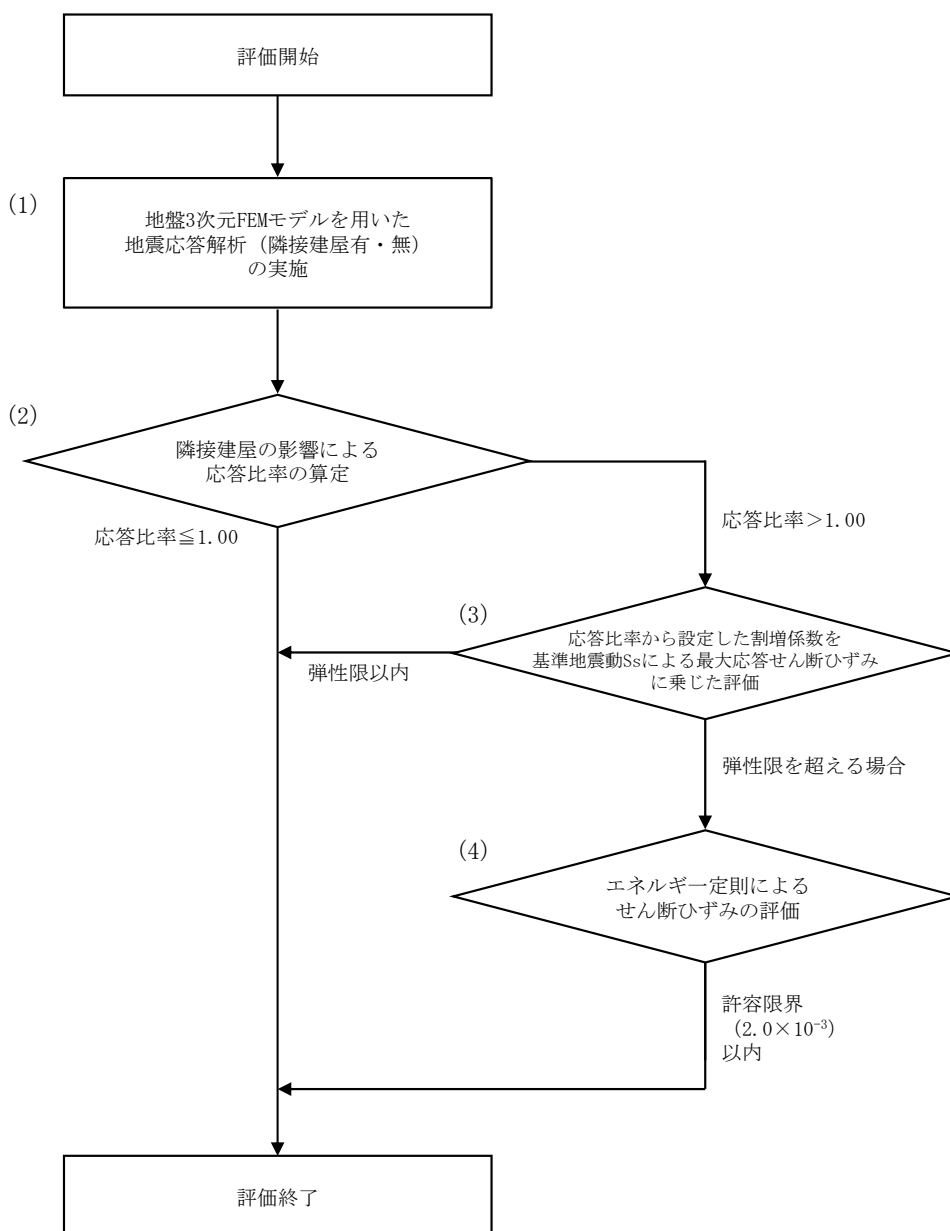 評価開始
(1)
地盤3次元FEMモデルを用いた
地震応答解析（隣接建屋有・無）
の実施
(2)
隣接建屋の影響による
応答比率の算定
応答比率≦1.00
応答比率＞1.00
(3)
応答比率から設定した割増係数を
基準地震動Ssによる最大応答せん断ひずみ
に乗じた評価
弾性限以内
弾性限を超える場合
(4)
エネルギー定則による
せん断ひずみの評価
許容限界
（2.0×10⁻³）
以内
評価終了